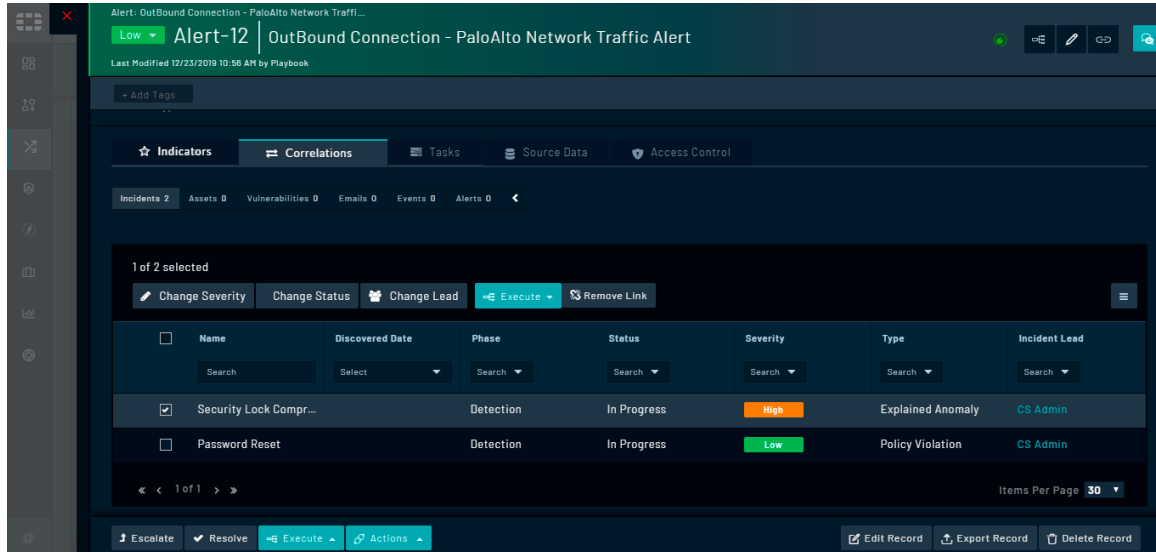 Alert: OutBound Connection - PaloAlto Network Traffi...
Low Alert-12 OutBound Connection - PaloAlto Network Traffic Alert
Last Modified 12/23/2019 10:56 AM by Playbook
+ Add Tags
Indicators Correlations Tasks Source Data Access Control
Incidents 2 Assets 0 Vulnerabilities 0 Emails 0 Events 0 Alerts 0
1 of 2 selected
Change Severity Change Status Change Lead Execute Remove Link
Name Discovered Date Phase Status Severity Type Incident Lead
Search Select Search Search Search Search Search
Security Lock Compr... Detection In Progress High Explained Anomaly CS Admin
Password Reset Detection In Progress Low Policy Violation CS Admin
« < 1 of 1 > » Items Per Page 30
Escalate Resolve Execute Actions Edit Record Export Record Delete Record